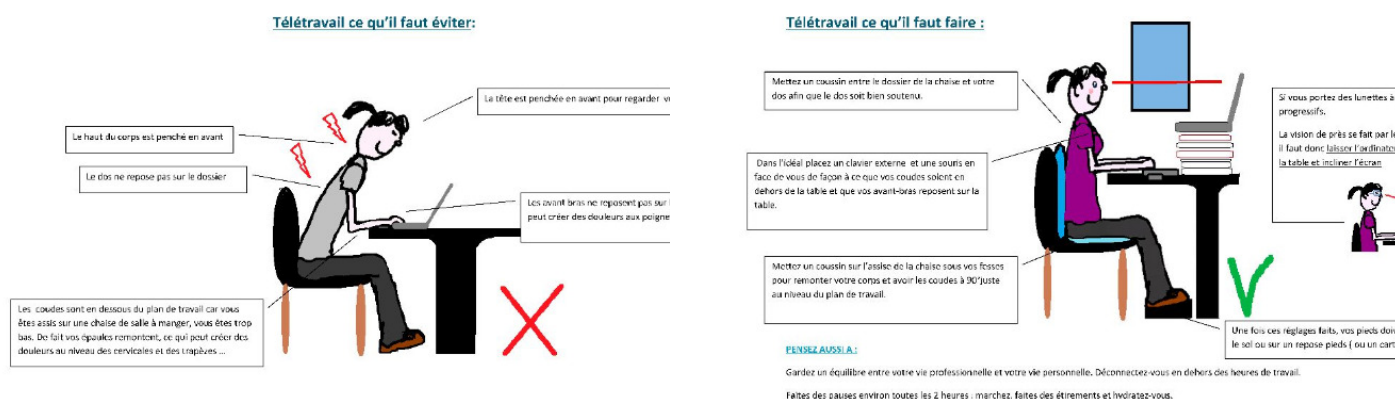 Télétravail ce qu'il faut éviter:
La tête est penchée en avant pour regarder
Le haut du corps est penché en avant
Le dos ne repose pas sur le dossier
Les avant bras ne reposent pas sur
peut créer des douleurs aux
Les coudes sont en dessous du plan de travail car vous
êtes assis sur une chaise de salle à manger, vous êtes trop
bas. De fait vos épaules remontent, ce qui peut créer des
douleurs au niveau des cervicales et des trapèzes ...
Télétravail ce qu'il faut faire :
Mettez un coussin entre le dossier de la chaise et votre
dos afin que le dos soit bien soutenu.
Dans l'idéal placez un clavier externe et une souris en
face de vous de façon à ce que vos coudes soient en
dehors de la table et que vos avant-bras reposent sur la
table.
Mettez un coussin sur l'assise de la chaise sous vos fesses
pour remonter votre corps et avoir les coudes à 90°juste
au niveau du plan de travail.
Si vous portez des lunettes à
progressifs.
La vision de près se fait par le
il faut donc laisser l'ordinateu
la table et incliner l'écran
Une fois ces réglages faits, vos pieds doiv
le sol ou sur un repose pieds ( ou un cart
PENSEZ AUSSI A :
Gardez un équilibre entre votre vie professionnelle et votre vie personnelle. Déconnectez-vous en dehors des heures de travail.
Faites des pauses environ toutes les 2 heures : marchez, faites des étirements et hydratez-vous.